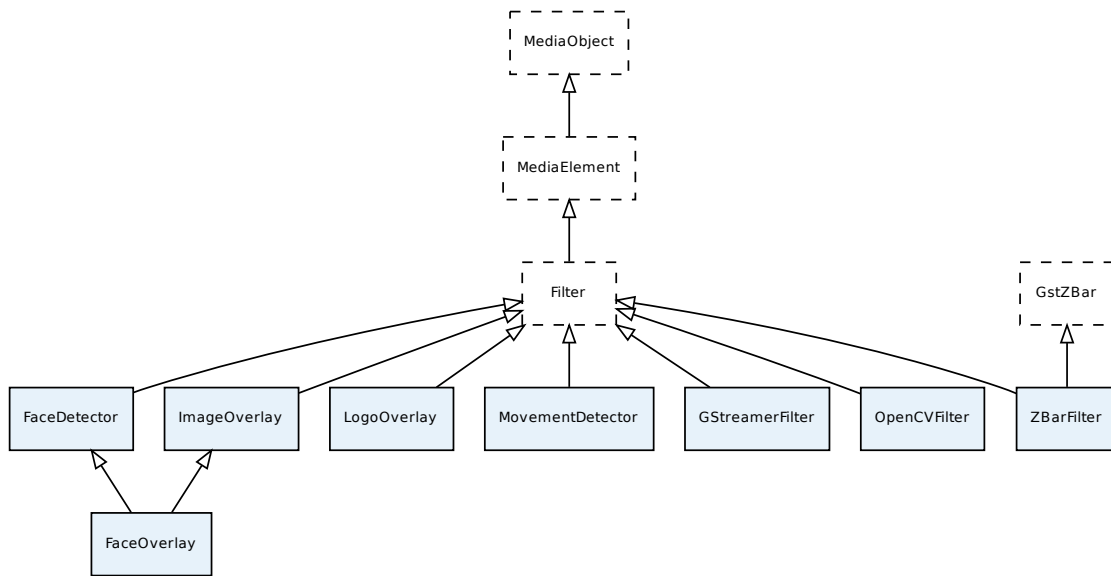 MediaObject
MediaElement
Filter
GstZBar
FaceDetector
ImageOverlay
LogoOverlay
MovementDetector
GStreamerFilter
OpenCVFilter
ZBarFilter
FaceOverlay